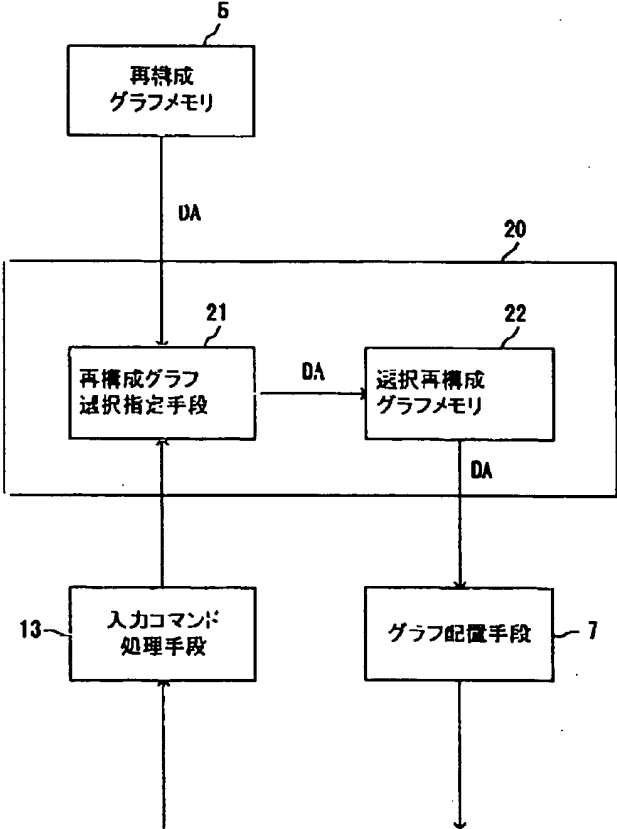 5
再構成
グラフメモリ
DA
20
21
22
再構成グラフ
選択指定手段
DA
選択再構成
グラフメモリ
DA
13
入力コマンド
処理手段
グラフ配置手段
7